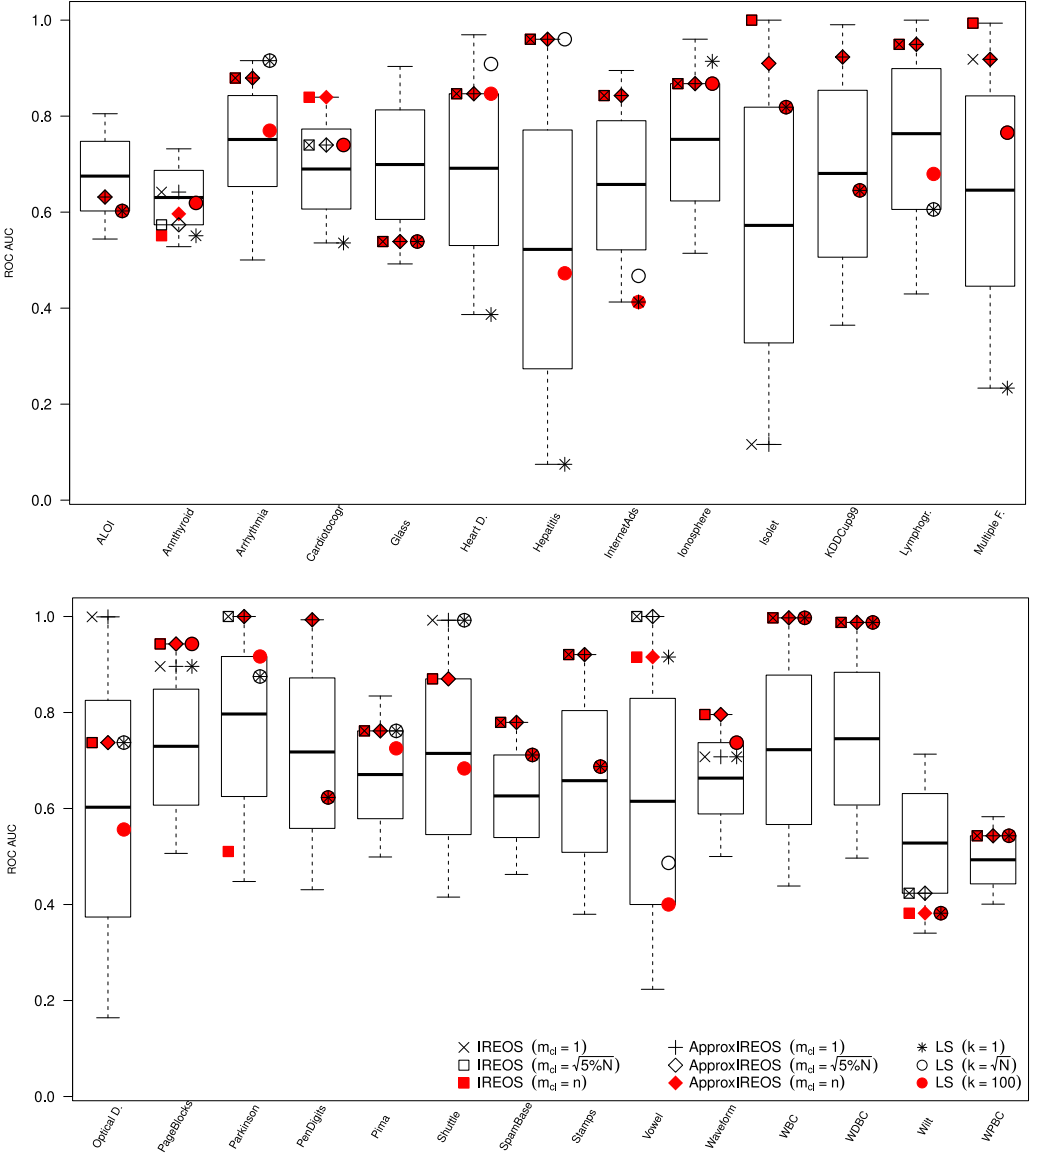 1.0
0.8
0.6
0.4
0.2
0.0
ROC AUC
ALOI
Annthyroid
Arrhythmia
Cardiotocogr
Glass
Heart D.
Hepatitis
InternetAds
Ionosphere
Isolet
KDDCup99
Lymphogr.
Multiple F.
1.0
0.8
0.6
0.4
0.2
0.0
ROC AUC
IREOS (m_cl = 1) ApproxIREOS (m_cl = 1) LS (k = 1)
IREOS (m_cl = √5%N) ApproxIREOS (m_cl = √5%N) LS (k = √N)
IREOS (m_cl = n) ApproxIREOS (m_cl = n) LS (k = 100)
Optical D.
PageBlocks
Parkinson
PenDigits
Pima
Shuttle
SpamBase
Stamps
Vowel
Waveform
WBC
WDBC
Wilt
WPBC